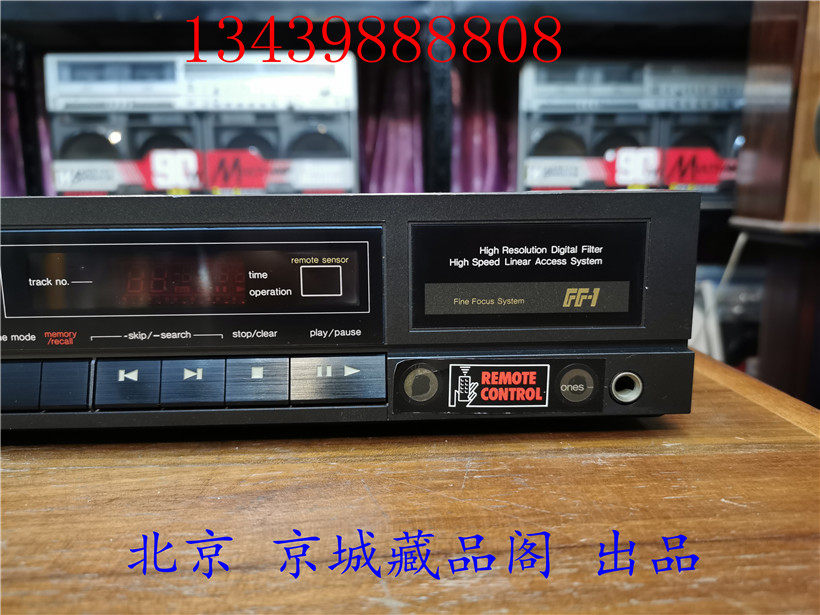 13439888808
High Resolution Digital Filter
High Speed Linear Access System
remote sensor
track no.
time
operation
Fine Focus System FF-1
e mode memory /recall -skip/-search stop/clear play/pause
REMOTE CONTROL
ones
北京 京城藏品阁 出品